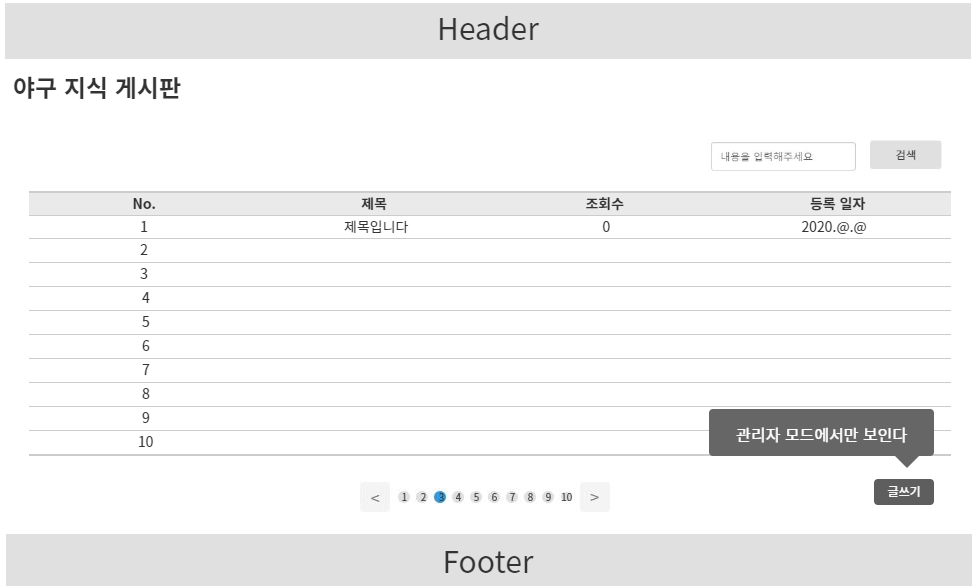 Header
야구 지식 게시판
내용을 입력해주세요 검색
No. 제목 조회수 등록 일자
1 제목입니다 0 2020.@.@
2
3
4
5
6
7
8
9
10
관리자 모드에서만 보인다
< 1 2 3 4 5 6 7 8 9 10 > 글쓰기
Footer